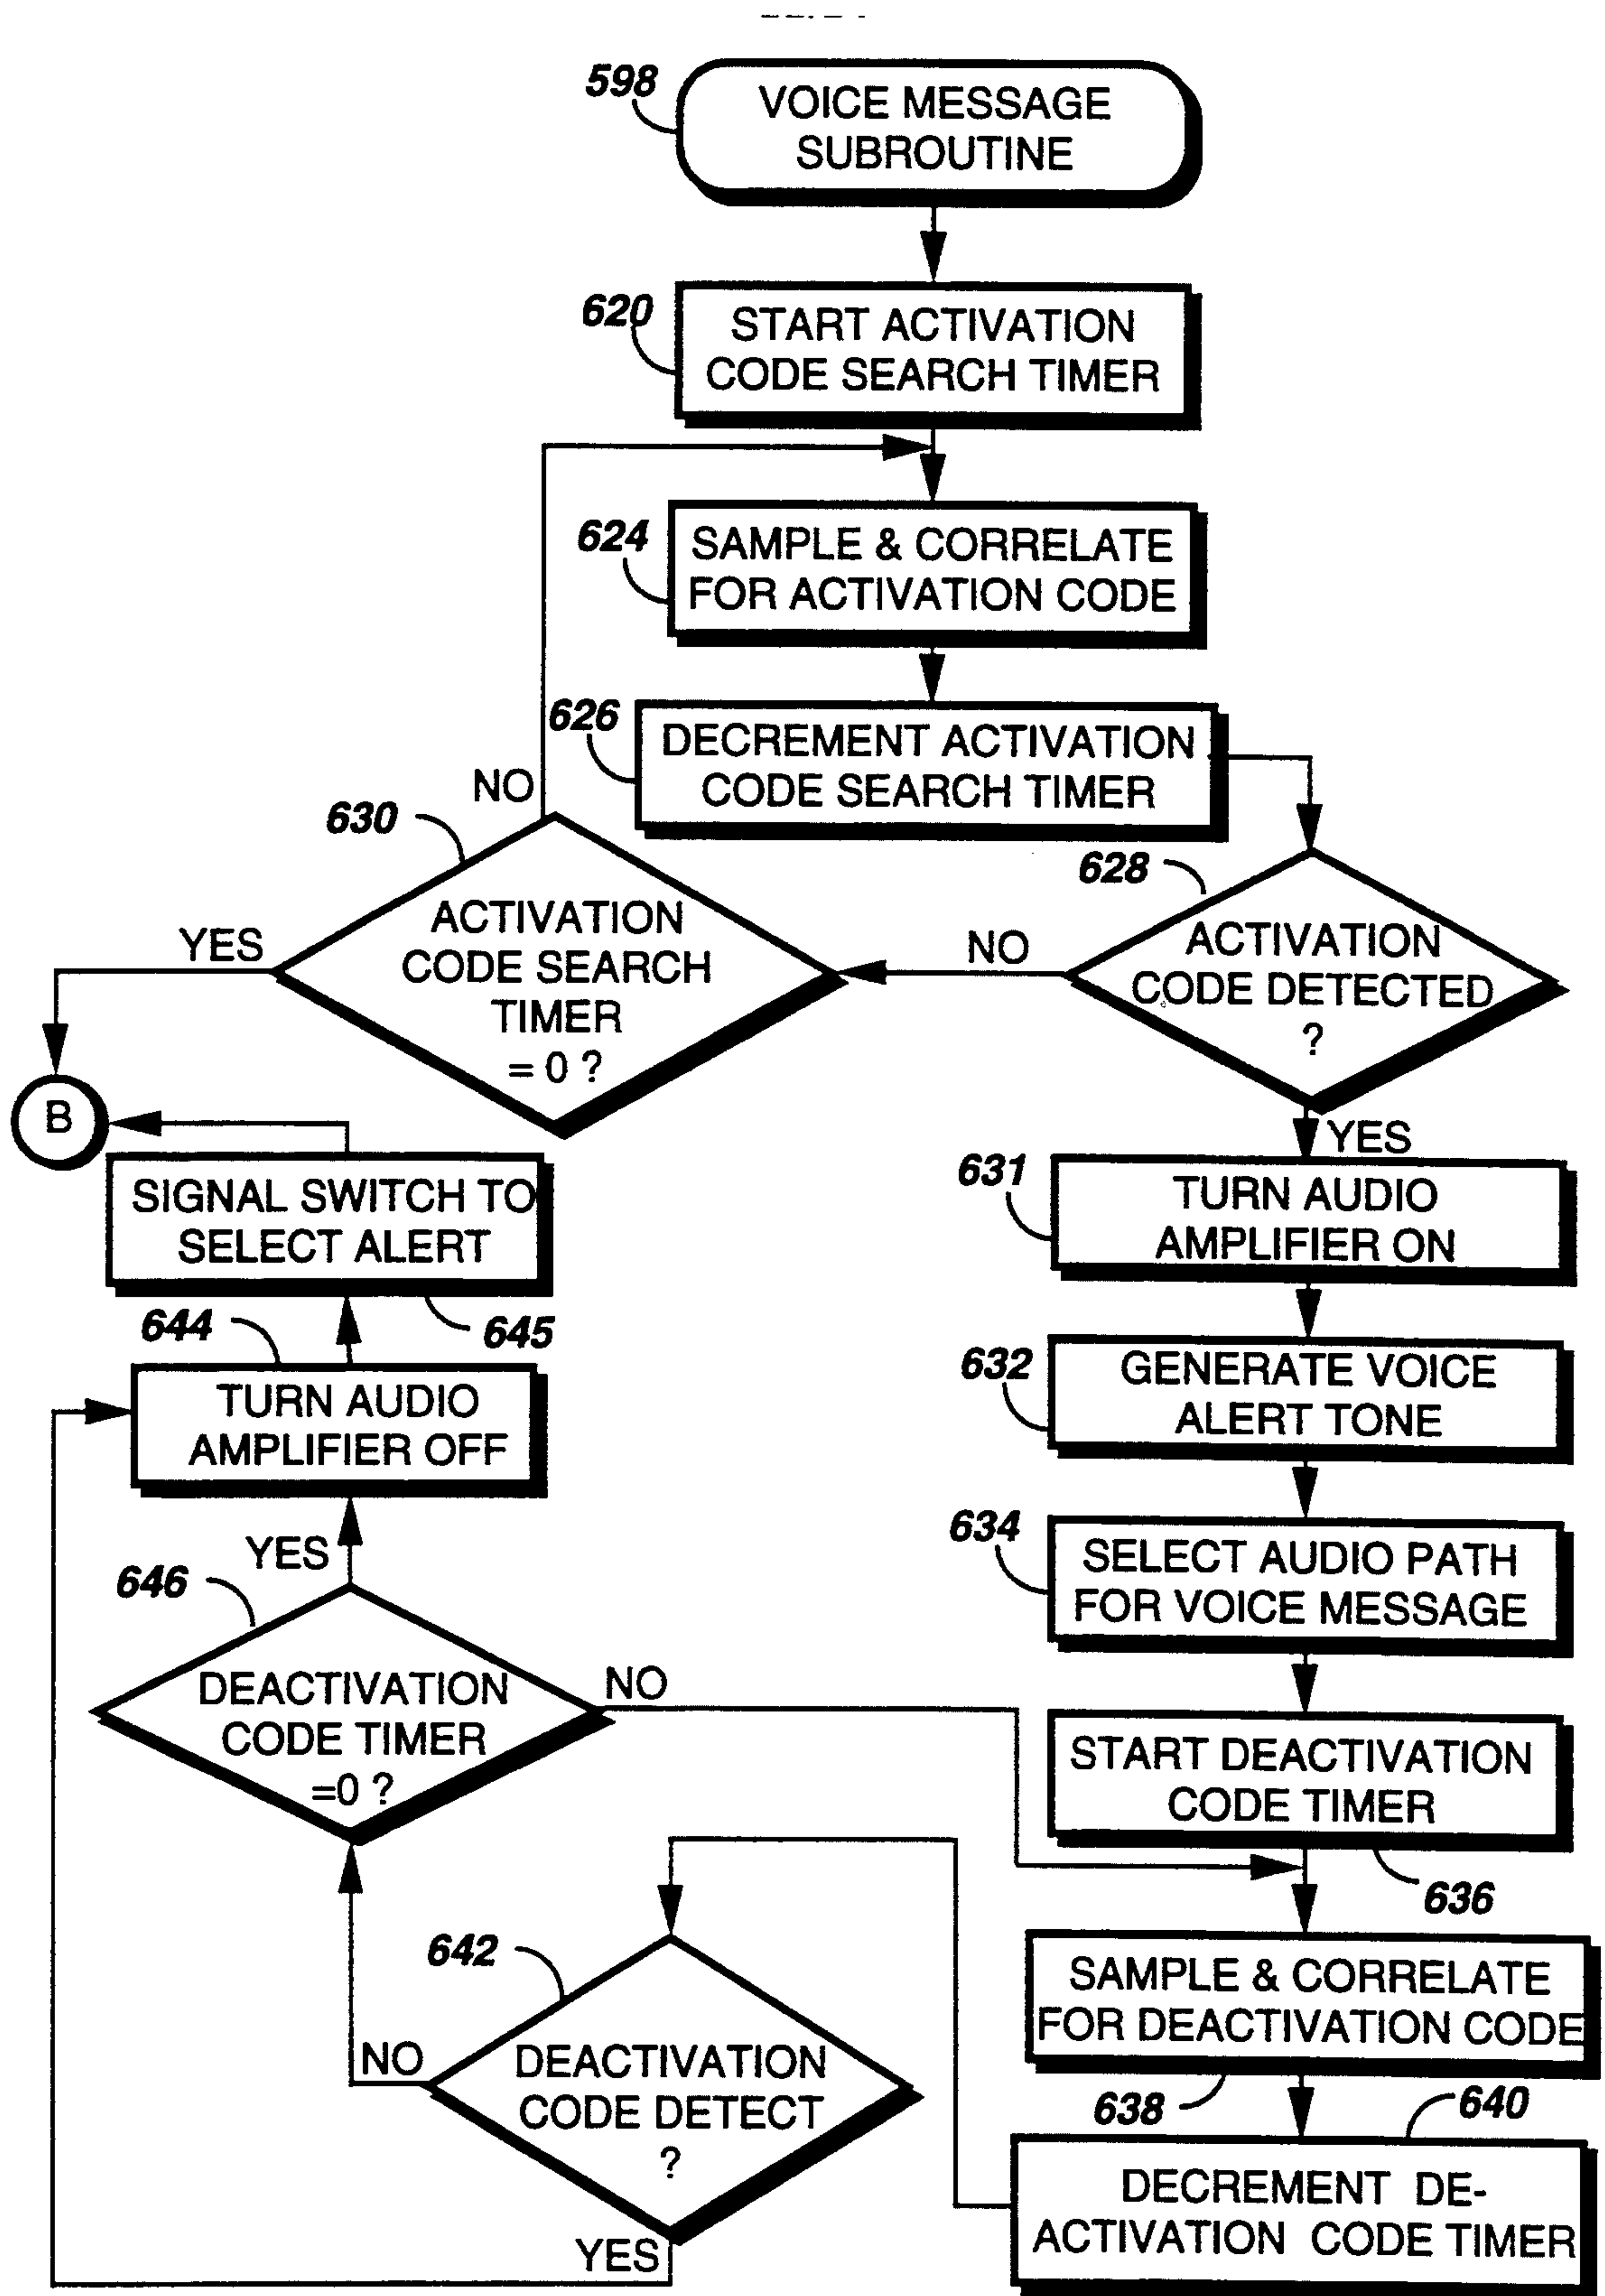 598
VOICE MESSAGE
SUBROUTINE
620
START ACTIVATION
CODE SEARCH TIMER
624
SAMPLE & CORRELATE
FOR ACTIVATION CODE
626
DECREMENT ACTIVATION
CODE SEARCH TIMER
NO
630
ACTIVATION
CODE SEARCH
TIMER
= 0 ?
YES
B
628
ACTIVATION
CODE DETECTED
?
NO
YES
631
TURN AUDIO
AMPLIFIER ON
632
GENERATE VOICE
ALERT TONE
634
SELECT AUDIO PATH
FOR VOICE MESSAGE
START DEACTIVATION
CODE TIMER
636
SAMPLE & CORRELATE
FOR DEACTIVATION CODE
638
640
DECREMENT DE-
ACTIVATION CODE TIMER
642
DEACTIVATION
CODE DETECT
?
NO
YES
646
DEACTIVATION
CODE TIMER
=0 ?
NO
YES
644
TURN AUDIO
AMPLIFIER OFF
SIGNAL SWITCH TO
SELECT ALERT
645